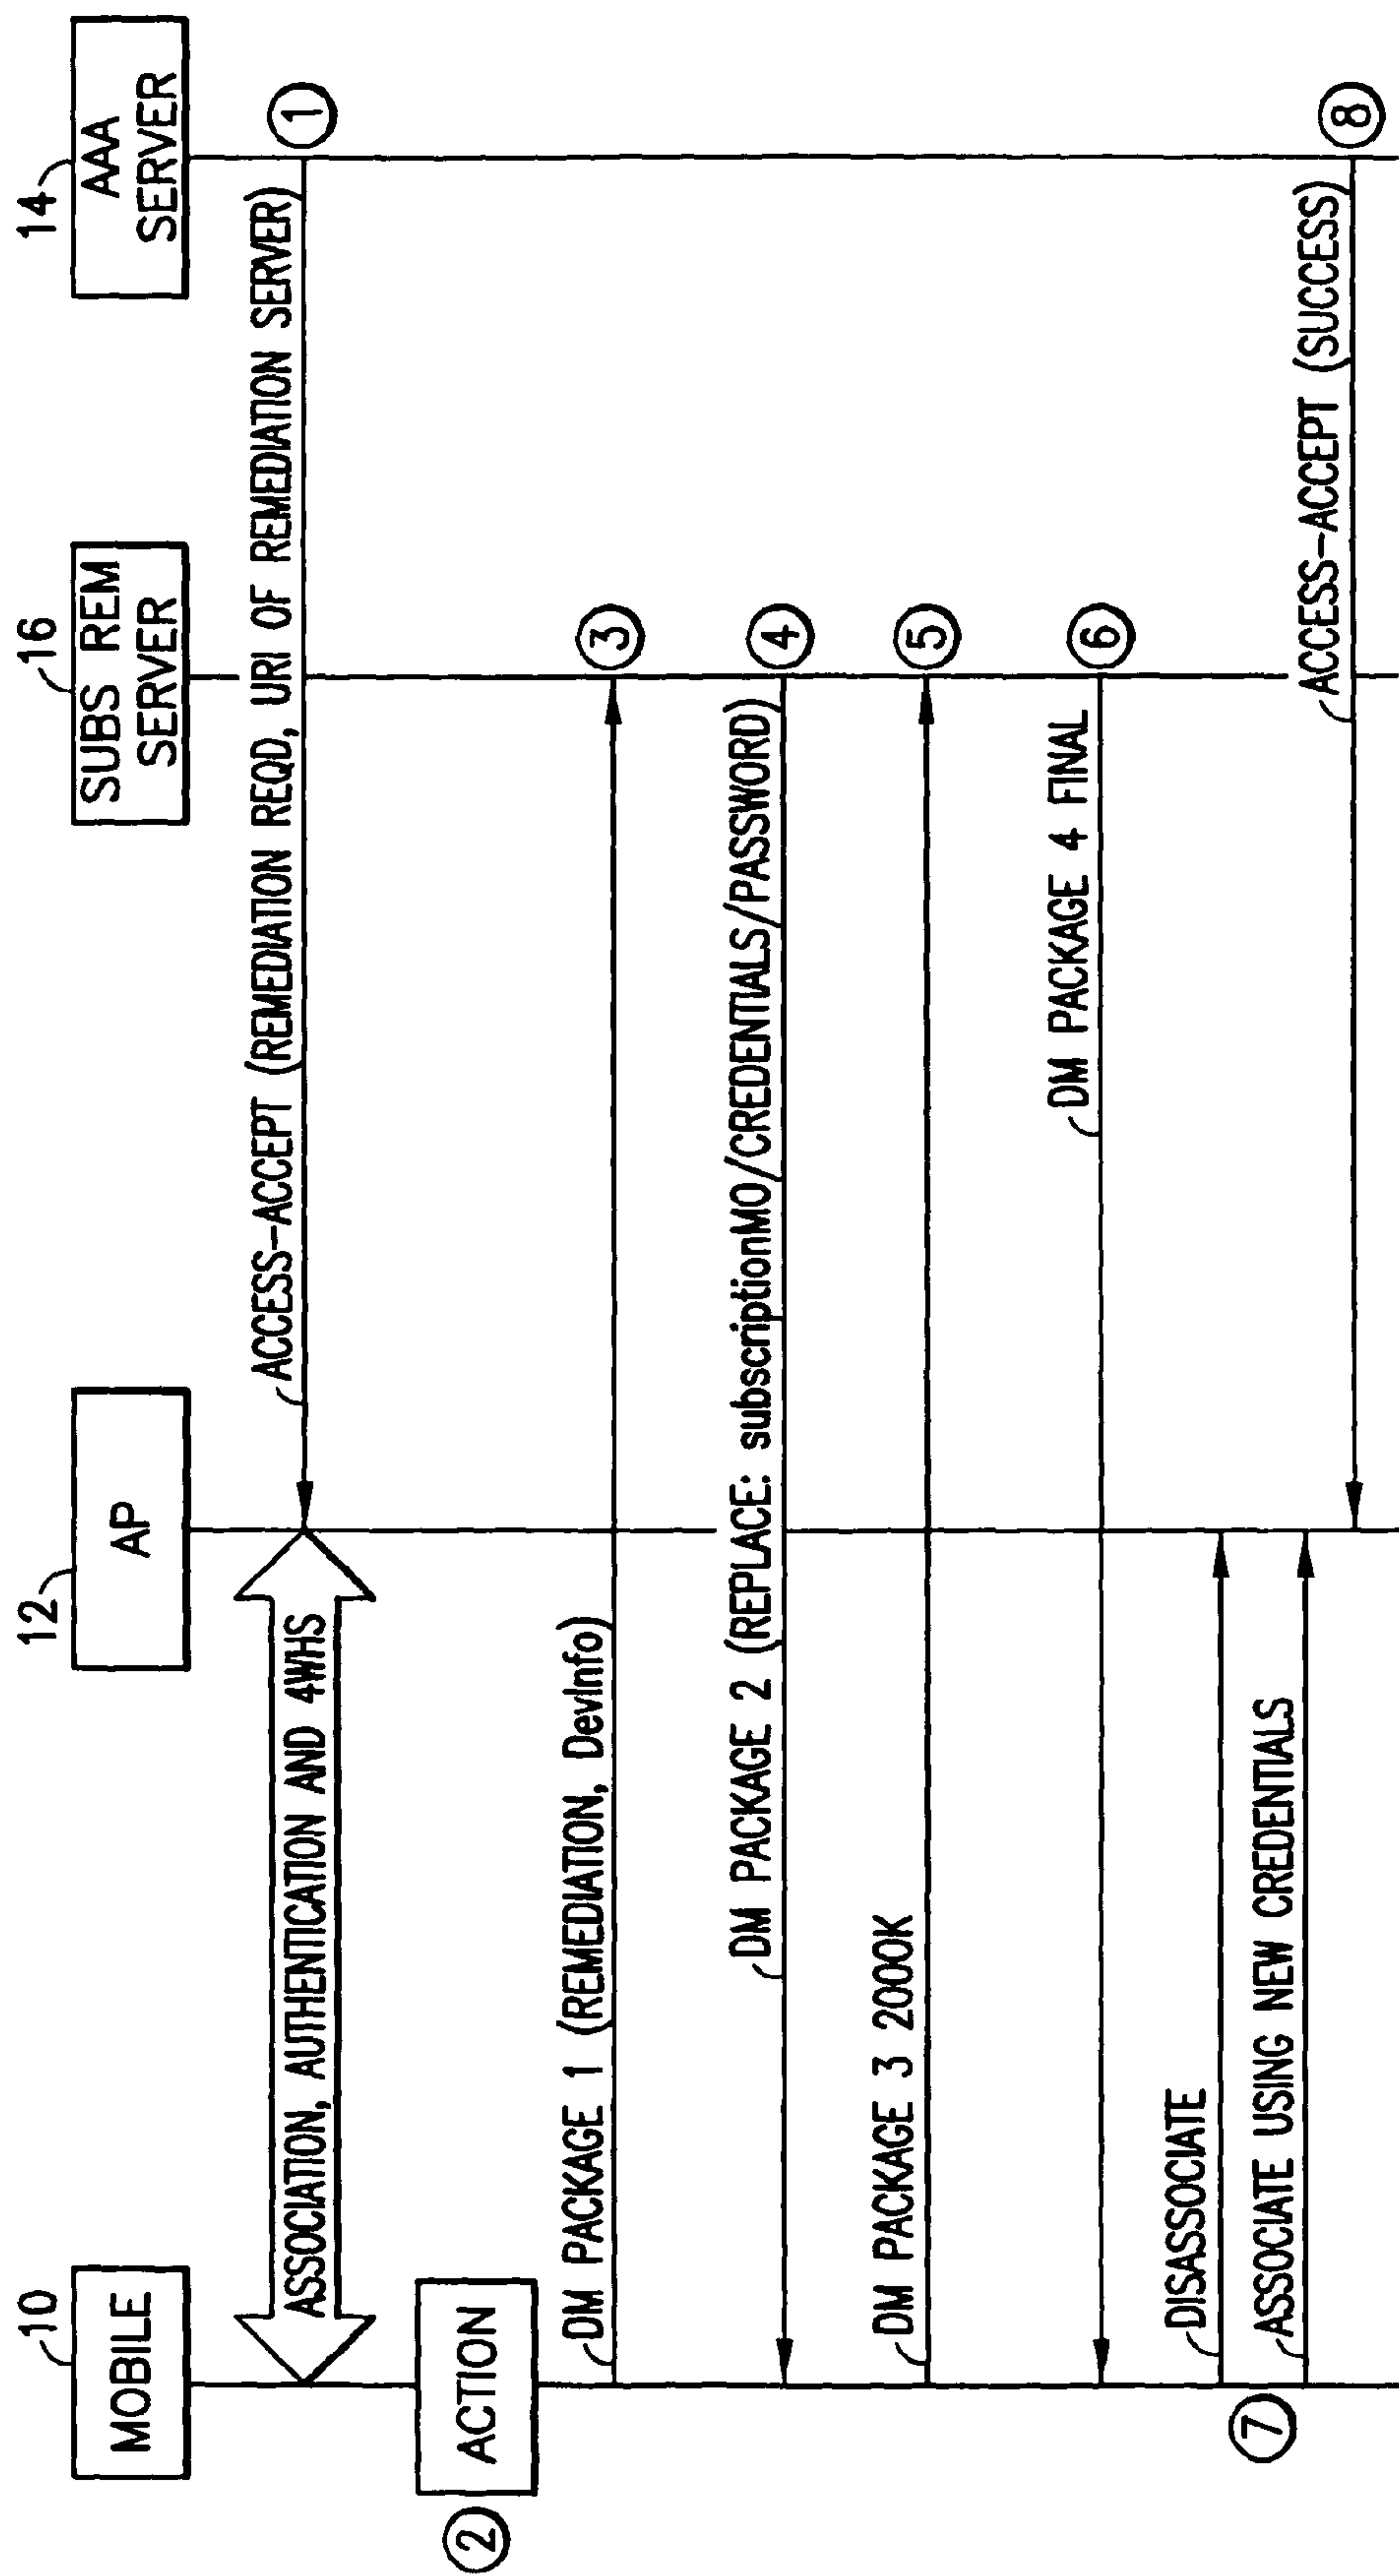 10
MOBILE
12
AP
16
SUBS REM
SERVER
14
AAA
SERVER
ASSOCIATION, AUTHENTICATION AND 4WHS
ACCESS-ACCEPT (REMEDIATION REQD, URI OF REMEDIATION SERVER)
1
2
ACTION
DM PACKAGE 1 (REMEDIATION, DevInfo)
3
DM PACKAGE 2 (REPLACE: subscriptionMO/CREDENTIALS/PASSWORD)
4
DM PACKAGE 3 200OK
5
DM PACKAGE 4 FINAL
6
DISASSOCIATE
7
ASSOCIATE USING NEW CREDENTIALS
ACCESS-ACCEPT (SUCCESS)
8